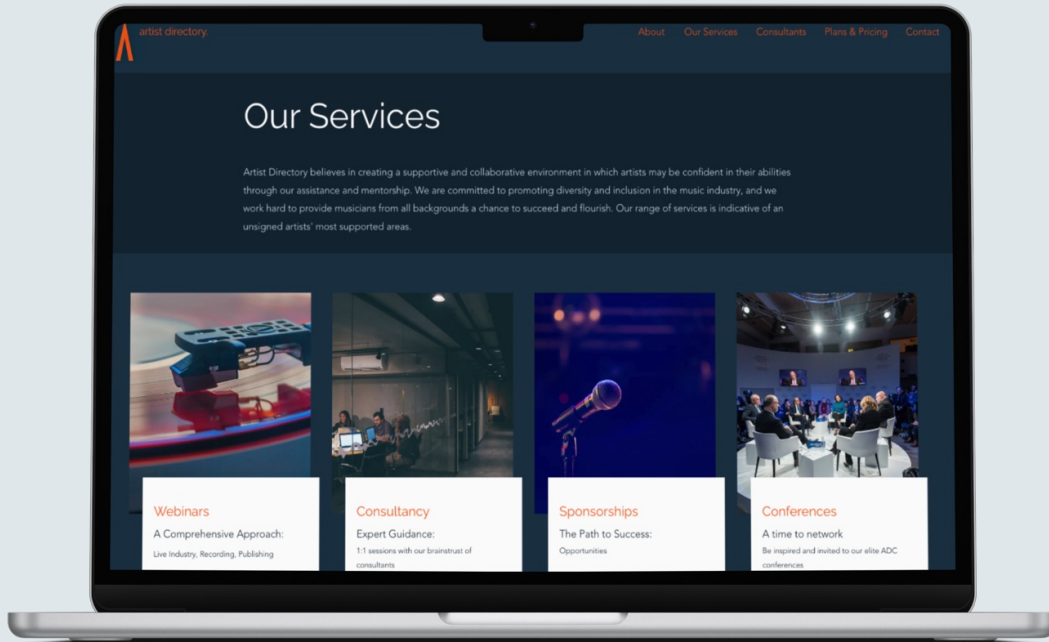 artist directory.
About Our Services Consultants Plans & Pricing Contact
Our Services
Artist Directory believes in creating a supportive and collaborative environment in which artists may be confident in their abilities
through our assistance and mentorship. We are committed to promoting diversity and inclusion in the music industry, and we
work hard to provide musicians from all backgrounds a chance to succeed and flourish. Our range of services is indicative of an
unsigned artists' most supported areas.
Webinars
A Comprehensive Approach:
Live Industry, Recording, Publishing
Consultancy
Expert Guidance:
1:1 sessions with our brainstrust of
consultants
Sponsorships
The Path to Success:
Opportunities
Conferences
A time to network
Be inspired and invited to our elite ADC
conferences